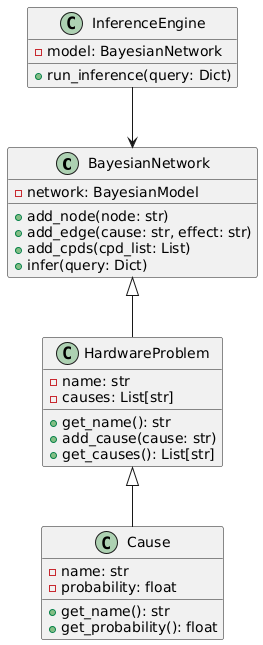 C InferenceEngine
model: BayesianNetwork
run_inference(query: Dict)
C BayesianNetwork
network: BayesianModel
add_node(node: str)
add_edge(cause: str, effect: str)
add_cpds(cpd_list: List)
infer(query: Dict)
C HardwareProblem
name: str
causes: List[str]
get_name(): str
add_cause(cause: str)
get_causes(): List[str]
C Cause
name: str
probability: float
get_name(): str
get_probability(): float